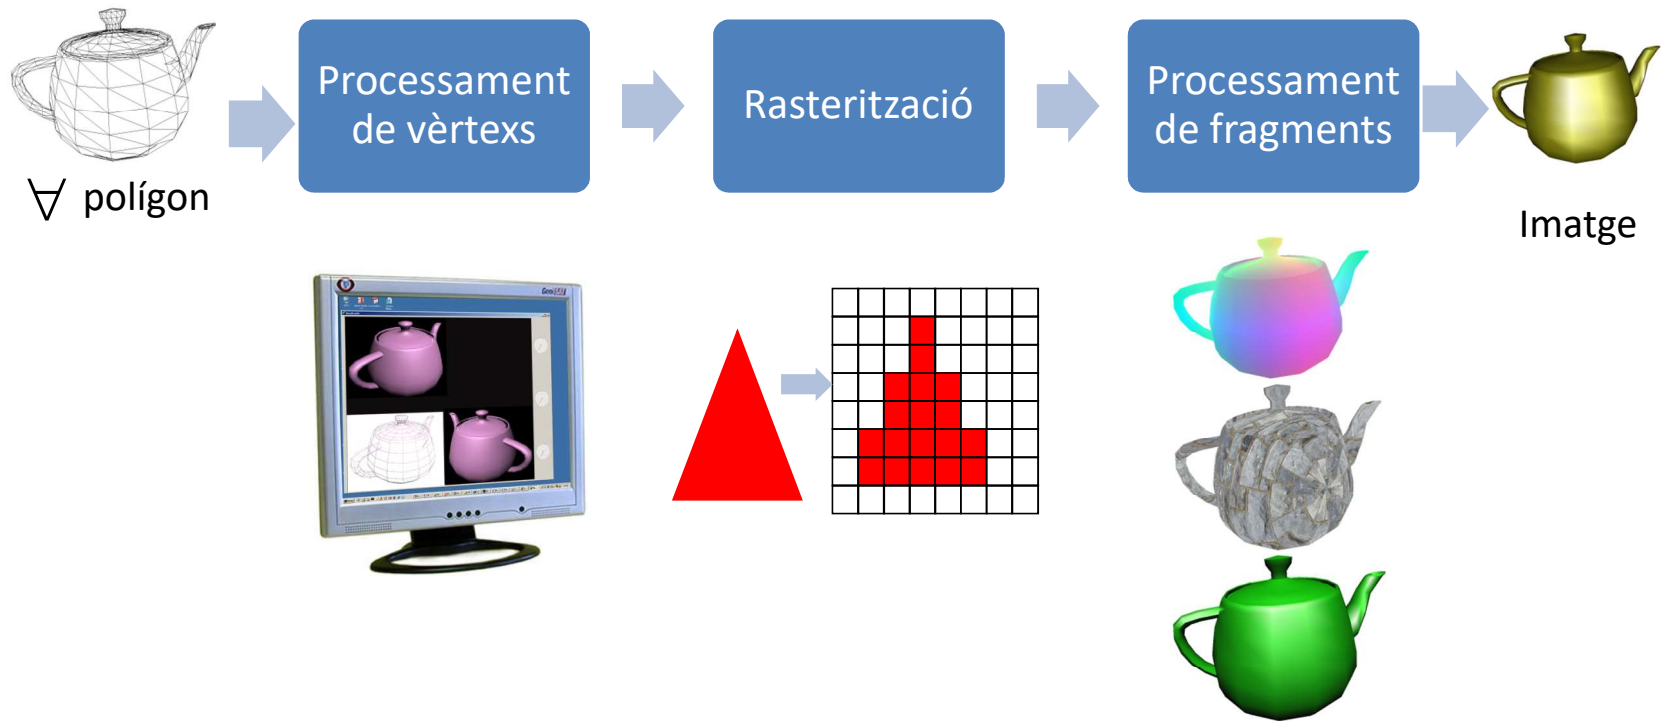 Processament
de vèrtexs
Rasterització
Processament
de fragments
∀ polígon
Imatge